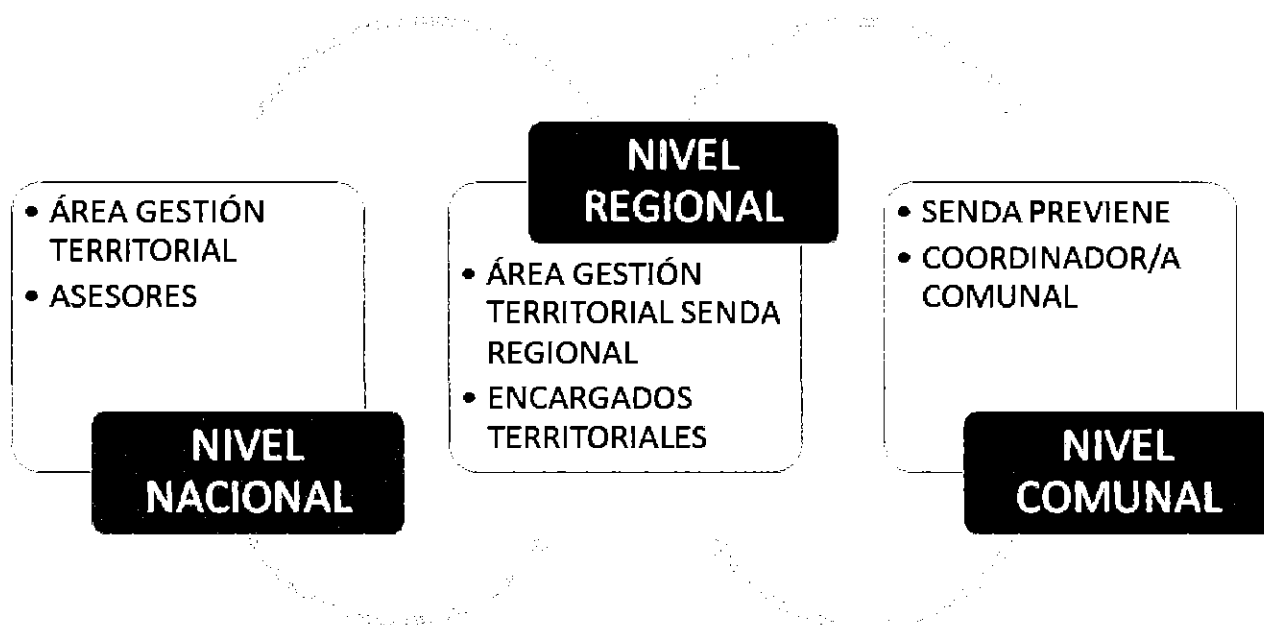 • ÁREA GESTIÓN
TERRITORIAL
• ASESORES
NIVEL
NACIONAL
NIVEL
REGIONAL
• ÁREA GESTIÓN
TERRITORIAL SENDA
REGIONAL
• ENCARGADOS
TERRITORIALES
• SENDA PREVIENE
• COORDINADOR/A
COMUNAL
NIVEL
COMUNAL